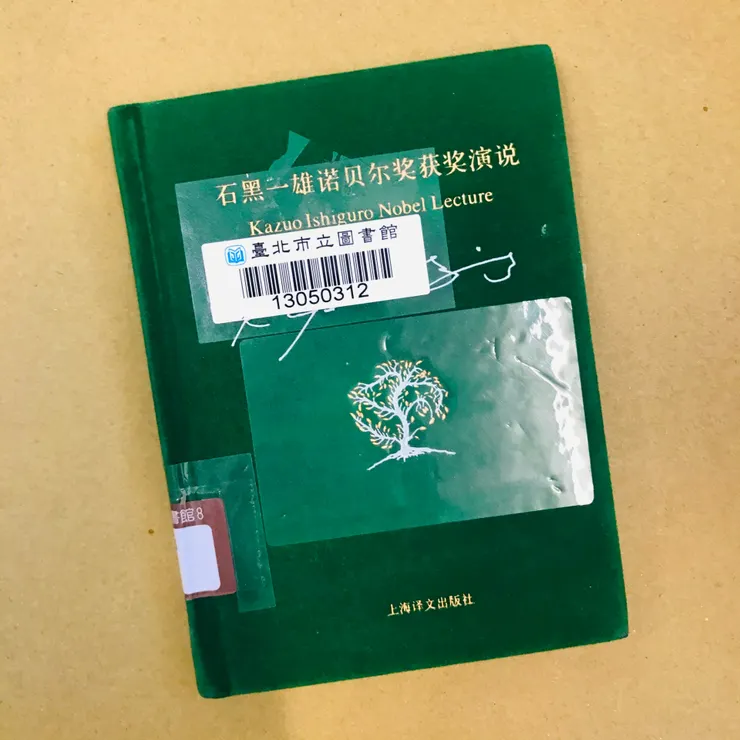 石黑一雄诺贝尔奖获奖演说
Kazuo Ishiguro Nobel Lecture
臺北市立圖書館
13050312
書館8
上海译文出版社